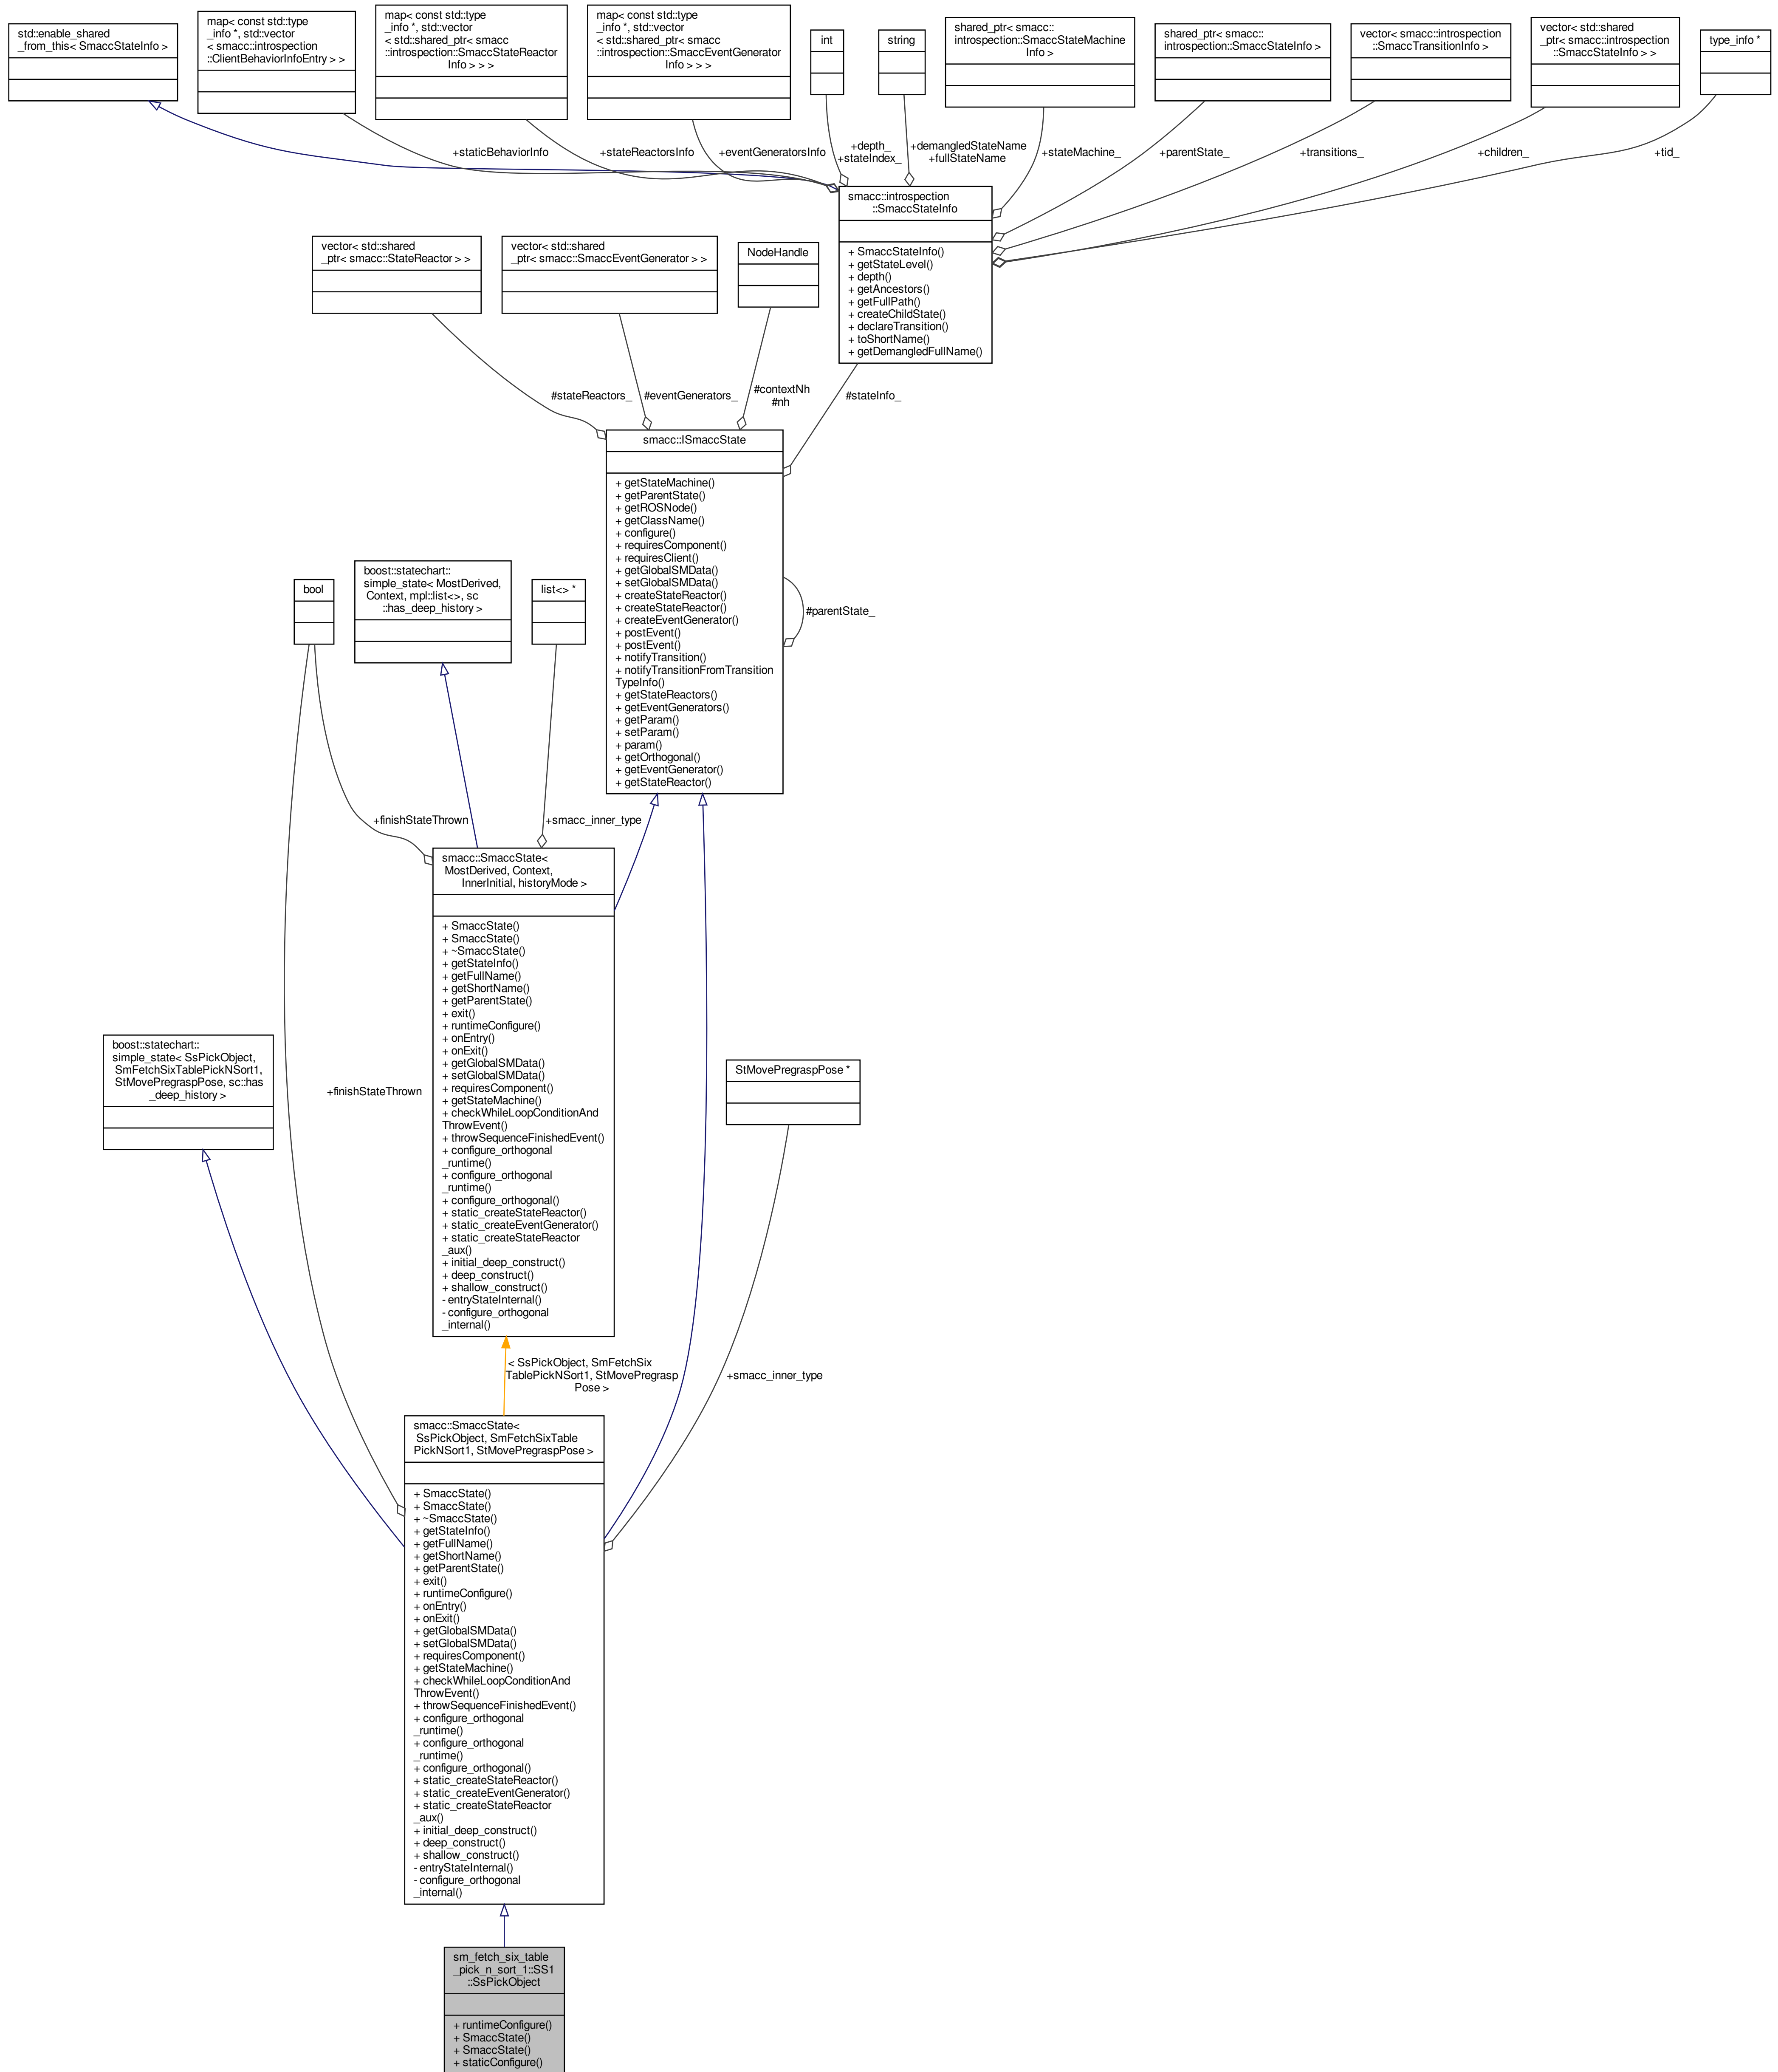 std::enable_shared
_from_this< SmaccStateInfo >
map< const std::type
_info *, std::vector
< smacc::introspection
::ClientBehaviorInfoEntry > >
map< const std::type
_info *, std::vector
< std::shared_ptr< smacc
::introspection::SmaccStateReactor
Info > > >
map< const std::type
_info *, std::vector
< std::shared_ptr< smacc
::introspection::SmaccEventGenerator
Info > > >
int
string
shared_ptr< smacc::
introspection::SmaccStateMachine
Info >
shared_ptr< smacc::
introspection::SmaccStateInfo >
vector< smacc::introspection
::SmaccTransitionInfo >
vector< std::shared
_ptr< smacc::introspection
::SmaccStateInfo > >
type_info *
+staticBehaviorInfo
+stateReactorsInfo
+eventGeneratorsInfo
+depth_
+stateIndex_
+demangledStateName
+fullStateName
+stateMachine_
+parentState_
+transitions_
+children_
+tid_
smacc::introspection
::SmaccStateInfo
+ SmaccStateInfo()
+ getStateLevel()
+ depth()
+ getAncestors()
+ getFullPath()
+ createChildState()
+ declareTransition()
+ toShortName()
+ getDemangledFullName()
vector< std::shared
_ptr< smacc::StateReactor > >
vector< std::shared
_ptr< smacc::SmaccEventGenerator > >
NodeHandle
#stateReactors_
#eventGenerators_
#contextNh
#nh
#stateInfo_
smacc::ISmaccState
+ getStateMachine()
+ getParentState()
+ getROSNode()
+ getClassName()
+ configure()
+ requiresComponent()
+ requiresClient()
+ getGlobalSMData()
+ setGlobalSMData()
+ createStateReactor()
+ createStateReactor()
+ createEventGenerator()
+ postEvent()
+ postEvent()
+ notifyTransition()
+ notifyTransitionFromTransition
TypeInfo()
+ getStateReactors()
+ getEventGenerators()
+ getParam()
+ setParam()
+ param()
+ getOrthogonal()
+ getEventGenerator()
+ getStateReactor()
#parentState_
bool
boost::statechart::
simple_state< MostDerived,
Context, mpl::list<>, sc
::has_deep_history >
list<> *
+finishStateThrown
+smacc_inner_type
smacc::SmaccState<
MostDerived, Context,
InnerInitial, historyMode >
+ SmaccState()
+ SmaccState()
+ ~SmaccState()
+ getStateInfo()
+ getFullName()
+ getShortName()
+ getParentState()
+ exit()
+ runtimeConfigure()
+ onEntry()
+ onExit()
+ getGlobalSMData()
+ setGlobalSMData()
+ requiresComponent()
+ getStateMachine()
+ checkWhileLoopConditionAnd
ThrowEvent()
+ throwSequenceFinishedEvent()
+ configure_orthogonal
_runtime()
+ configure_orthogonal
_runtime()
+ configure_orthogonal()
+ static_createStateReactor()
+ static_createEventGenerator()
+ static_createStateReactor
_aux()
+ initial_deep_construct()
+ deep_construct()
+ shallow_construct()
- entryStateInternal()
- configure_orthogonal
_internal()
boost::statechart::
simple_state< SsPickObject,
SmFetchSixTablePickNSort1,
StMovePregraspPose, sc::has
_deep_history >
+finishStateThrown
StMovePregraspPose *
< SsPickObject, SmFetchSix
TablePickNSort1, StMovePregrasp
Pose >
+smacc_inner_type
smacc::SmaccState<
SsPickObject, SmFetchSixTable
PickNSort1, StMovePregraspPose >
+ SmaccState()
+ SmaccState()
+ ~SmaccState()
+ getStateInfo()
+ getFullName()
+ getShortName()
+ getParentState()
+ exit()
+ runtimeConfigure()
+ onEntry()
+ onExit()
+ getGlobalSMData()
+ setGlobalSMData()
+ requiresComponent()
+ getStateMachine()
+ checkWhileLoopConditionAnd
ThrowEvent()
+ throwSequenceFinishedEvent()
+ configure_orthogonal
_runtime()
+ configure_orthogonal
_runtime()
+ configure_orthogonal()
+ static_createStateReactor()
+ static_createEventGenerator()
+ static_createStateReactor
_aux()
+ initial_deep_construct()
+ deep_construct()
+ shallow_construct()
- entryStateInternal()
- configure_orthogonal
_internal()
sm_fetch_six_table
_pick_n_sort_1::SS1
::SsPickObject
+ runtimeConfigure()
+ SmaccState()
+ SmaccState()
+ staticConfigure()